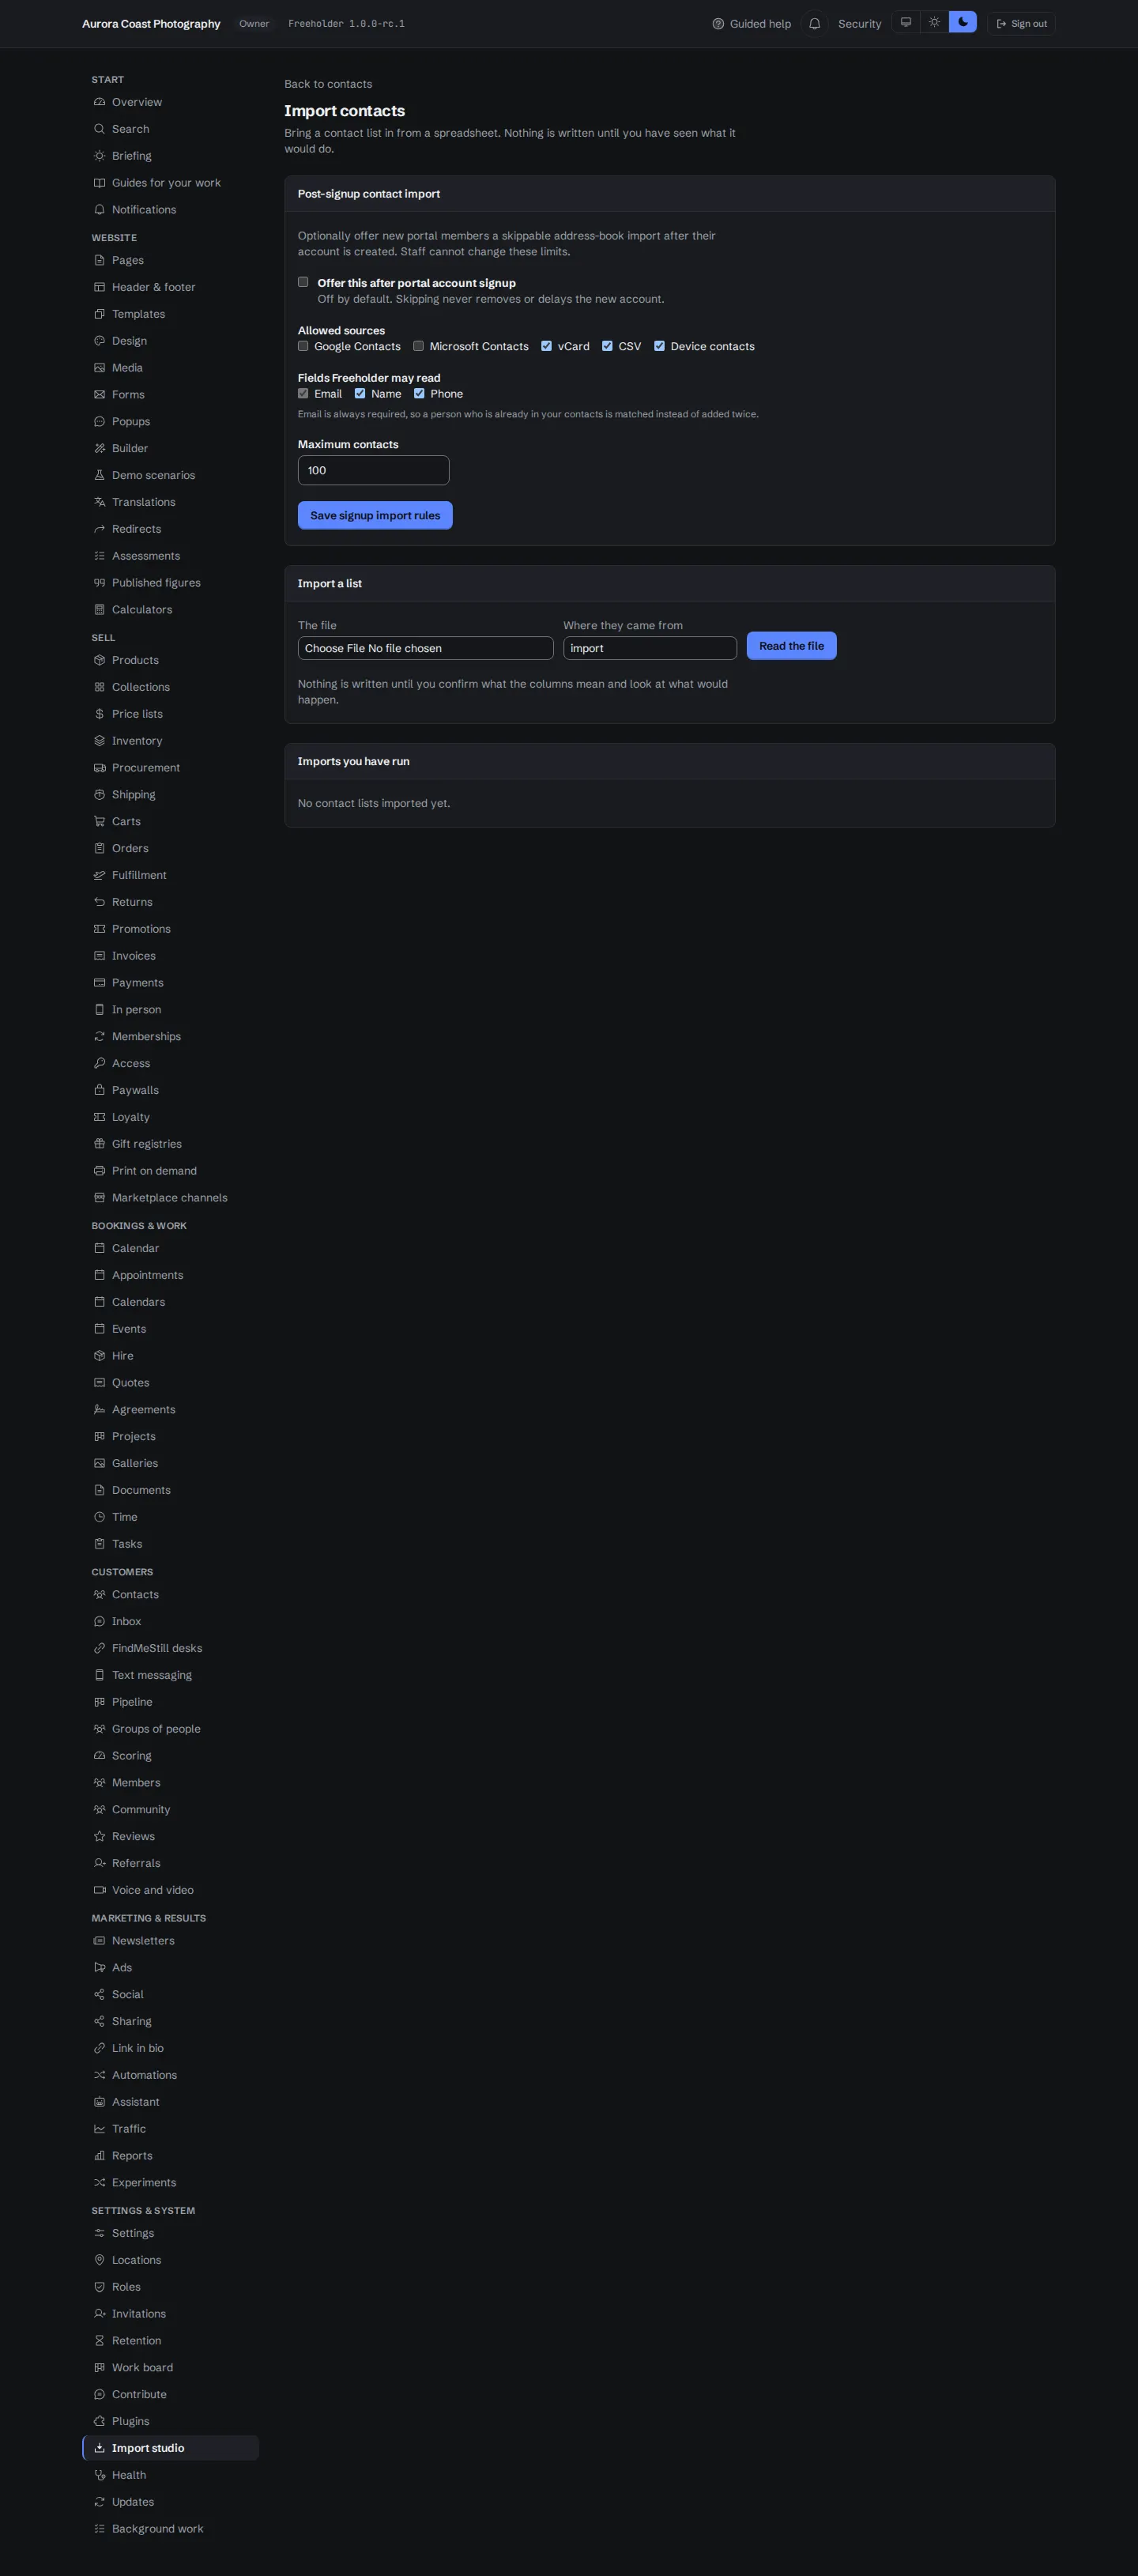 Aurora Coast Photography Owner Freeholder 1.0.0-rc.1 Guided help Security Sign out
START
Overview
Search
Briefing
Guides for your work
Notifications
WEBSITE
Pages
Header & footer
Templates
Design
Media
Forms
Popups
Builder
Demo scenarios
Translations
Redirects
Assessments
Published figures
Calculators
SELL
Products
Collections
Price lists
Inventory
Procurement
Shipping
Carts
Orders
Fulfillment
Returns
Promotions
Invoices
Payments
In person
Memberships
Access
Paywalls
Loyalty
Gift registries
Print on demand
Marketplace channels
BOOKINGS & WORK
Calendar
Appointments
Calendars
Events
Hire
Quotes
Agreements
Projects
Galleries
Documents
Time
Tasks
CUSTOMERS
Contacts
Inbox
FindMeStill desks
Text messaging
Pipeline
Groups of people
Scoring
Members
Community
Reviews
Referrals
Voice and video
MARKETING & RESULTS
Newsletters
Ads
Social
Sharing
Link in bio
Automations
Assistant
Traffic
Reports
Experiments
SETTINGS & SYSTEM
Settings
Locations
Roles
Invitations
Retention
Work board
Contribute
Plugins
Import studio
Health
Updates
Background work
Back to contacts
Import contacts
Bring a contact list in from a spreadsheet. Nothing is written until you have seen what it
would do.
Post-signup contact import
Optionally offer new portal members a skippable address-book import after their
account is created. Staff cannot change these limits.
Offer this after portal account signup
Off by default. Skipping never removes or delays the new account.
Allowed sources
Google Contacts Microsoft Contacts vCard CSV Device contacts
Fields Freeholder may read
Email Name Phone
Email is always required, so a person who is already in your contacts is matched instead of added twice.
Maximum contacts
100
Save signup import rules
Import a list
The file Where they came from
Choose File No file chosen import Read the file
Nothing is written until you confirm what the columns mean and look at what would
happen.
Imports you have run
No contact lists imported yet.